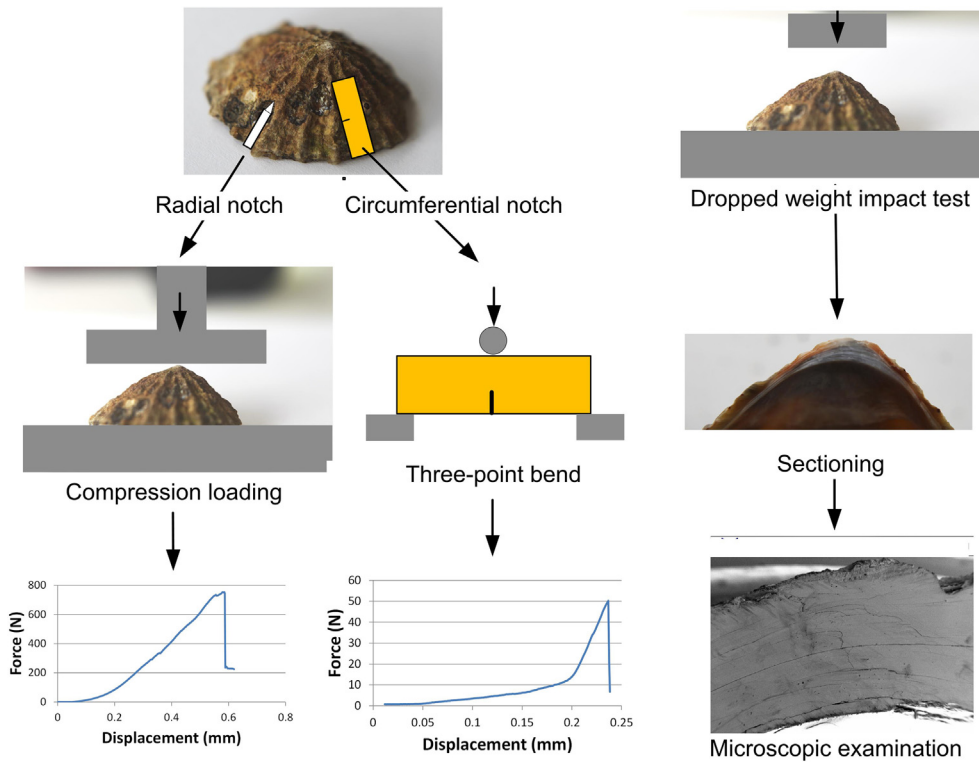 Radial notch
Circumferential notch
Dropped weight impact test
Compression loading
Three-point bend
Sectioning
800
600
400
200
0
Force (N)
0
0.2
0.4
0.6
0.8
Displacement (mm)
60
50
40
30
20
10
0
Force (N)
0
0.05
0.1
0.15
0.2
0.25
Displacement (mm)
Microscopic examination